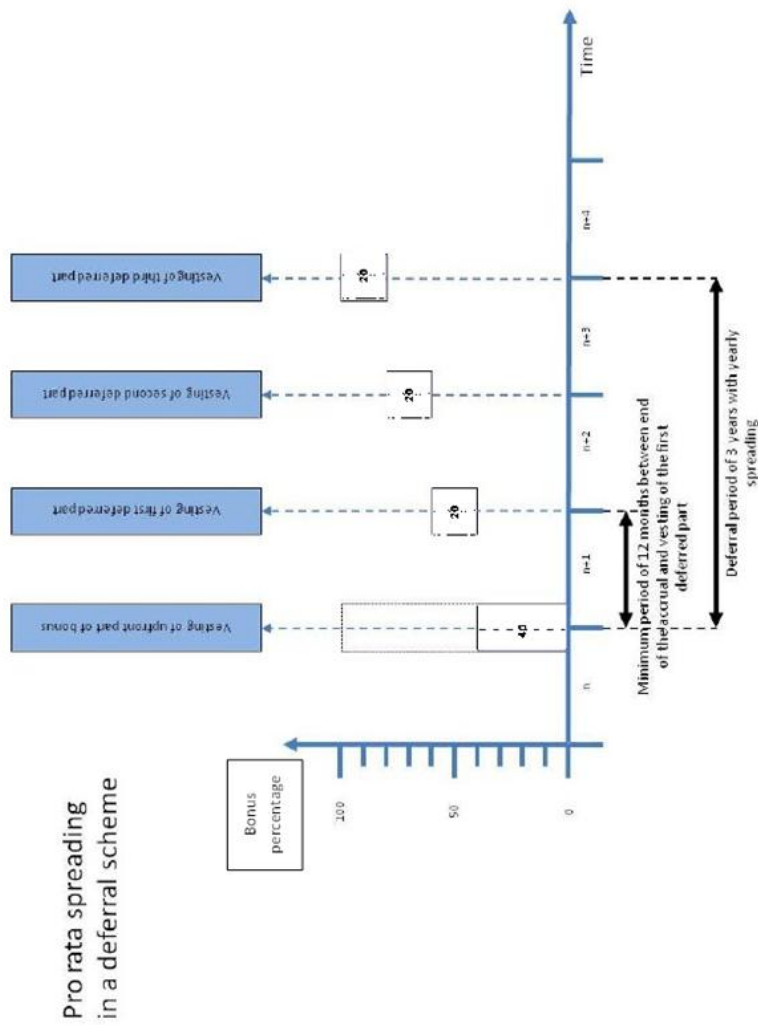 Pro rata spreading
in a deferral scheme
Bonus
percentage
Vesting of upfront part of bonus
Vesting of first deferred part
Vesting of second deferred part
Vesting of third deferred part
100
50
0
40
20
20
20
n
n+1
n+2
n+3
n+4
Time
Minimum period of 12 months between end
of the accrual and vesting of the first
deferred part
Deferral period of 3 years with yearly
spreading